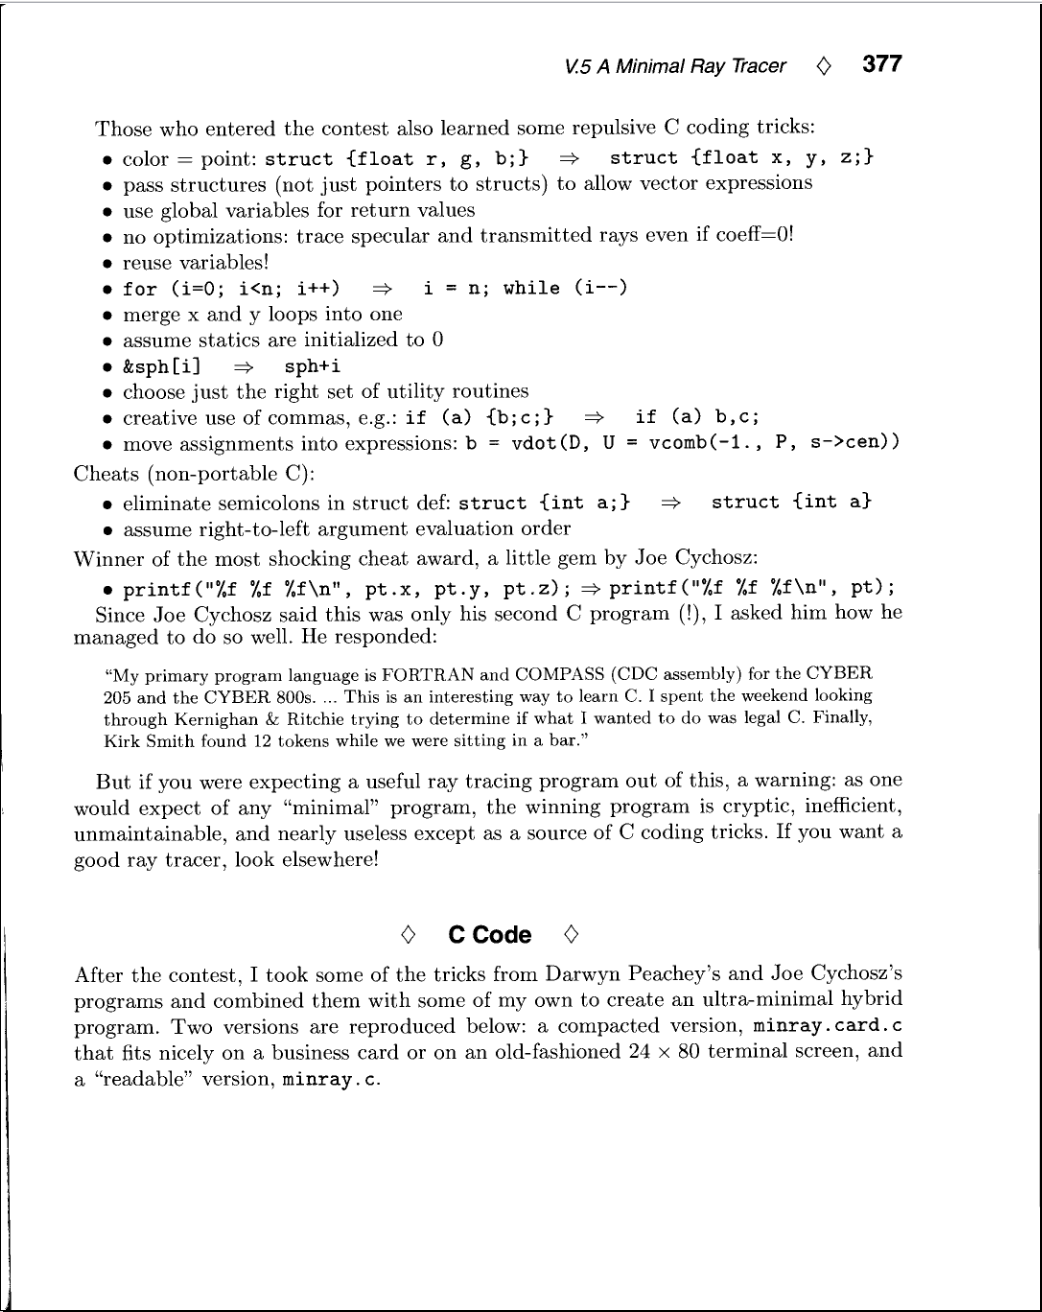 V.5 A Minimal Ray Tracer ◇ 377
Those who entered the contest also learned some repulsive C coding tricks:
• color = point: struct {float r, g, b;} ⇒ struct {float x, y, z;}
• pass structures (not just pointers to structs) to allow vector expressions
• use global variables for return values
• no optimizations: trace specular and transmitted rays even if coeff=0!
• reuse variables!
• for (i=0; i<n; i++) ⇒ i = n; while (i--)
• merge x and y loops into one
• assume statics are initialized to 0
• &sph[i] ⇒ sph+i
• choose just the right set of utility routines
• creative use of commas, e.g.: if (a) {b;c;} ⇒ if (a) b,c;
• move assignments into expressions: b = vdot(D, U = vcomb(-1., P, s->cen))
Cheats (non-portable C):
• eliminate semicolons in struct def: struct {int a;} ⇒ struct {int a}
• assume right-to-left argument evaluation order
Winner of the most shocking cheat award, a little gem by Joe Cychosz:
• printf("%f %f %f\n", pt.x, pt.y, pt.z); ⇒ printf("%f %f %f\n", pt);
Since Joe Cychosz said this was only his second C program (!), I asked him how he
managed to do so well. He responded:
“My primary program language is FORTRAN and COMPASS (CDC assembly) for the CYBER
205 and the CYBER 800s. ... This is an interesting way to learn C. I spent the weekend looking
through Kernighan & Ritchie trying to determine if what I wanted to do was legal C. Finally,
Kirk Smith found 12 tokens while we were sitting in a bar.”
But if you were expecting a useful ray tracing program out of this, a warning: as one
would expect of any “minimal” program, the winning program is cryptic, inefficient,
unmaintainable, and nearly useless except as a source of C coding tricks. If you want a
good ray tracer, look elsewhere!
◇ C Code ◇
After the contest, I took some of the tricks from Darwyn Peachey’s and Joe Cychosz’s
programs and combined them with some of my own to create an ultra-minimal hybrid
program. Two versions are reproduced below: a compacted version, minray.card.c
that fits nicely on a business card or on an old-fashioned 24 × 80 terminal screen, and
a “readable” version, minray.c.